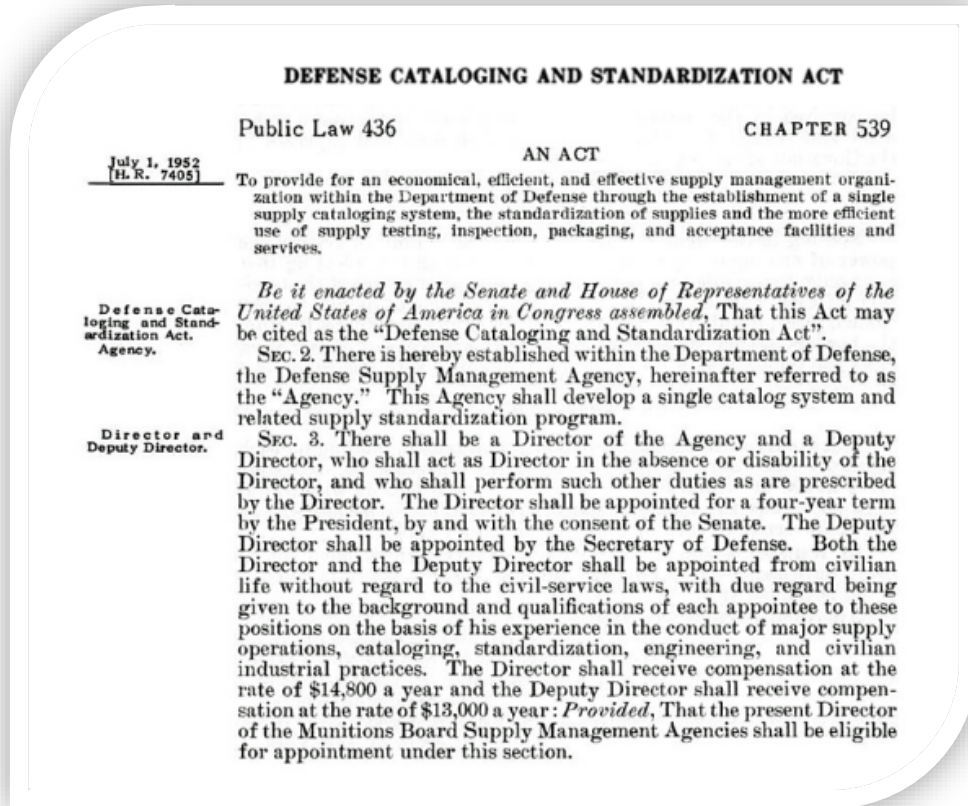 DEFENSE CATALOGING AND STANDARDIZATION ACT
Public Law 436
CHAPTER 539
AN ACT
July 1, 1952
[H. R. 7405]
To provide for an economical, efficient, and effective supply management organi-
zation within the Department of Defense through the establishment of a single
supply cataloging system, the standardization of supplies and the more efficient
use of supply testing, inspection, packaging, and acceptance facilities and
services.
Be it enacted by the Senate and House of Representatives of the
United States of America in Congress assembled, That this Act may
be cited as the “Defense Cataloging and Standardization Act”.
Defense Cata-
loging and Stand-
ardization Act.
Agency.
SEC. 2. There is hereby established within the Department of Defense,
the Defense Supply Management Agency, hereinafter referred to as
the “Agency.” This Agency shall develop a single catalog system and
related supply standardization program.
Director and
Deputy Director.
SEC. 3. There shall be a Director of the Agency and a Deputy
Director, who shall act as Director in the absence or disability of the
Director, and who shall perform such other duties as are prescribed
by the Director. The Director shall be appointed for a four-year term
by the President, by and with the consent of the Senate. The Deputy
Director shall be appointed by the Secretary of Defense. Both the
Director and the Deputy Director shall be appointed from civilian
life without regard to the civil-service laws, with due regard being
given to the background and qualifications of each appointee to these
positions on the basis of his experience in the conduct of major supply
operations, cataloging, standardization, engineering, and civilian
industrial practices. The Director shall receive compensation at the
rate of $14,800 a year and the Deputy Director shall receive compen-
sation at the rate of $13,000 a year: Provided, That the present Director
of the Munitions Board Supply Management Agencies shall be eligible
for appointment under this section.